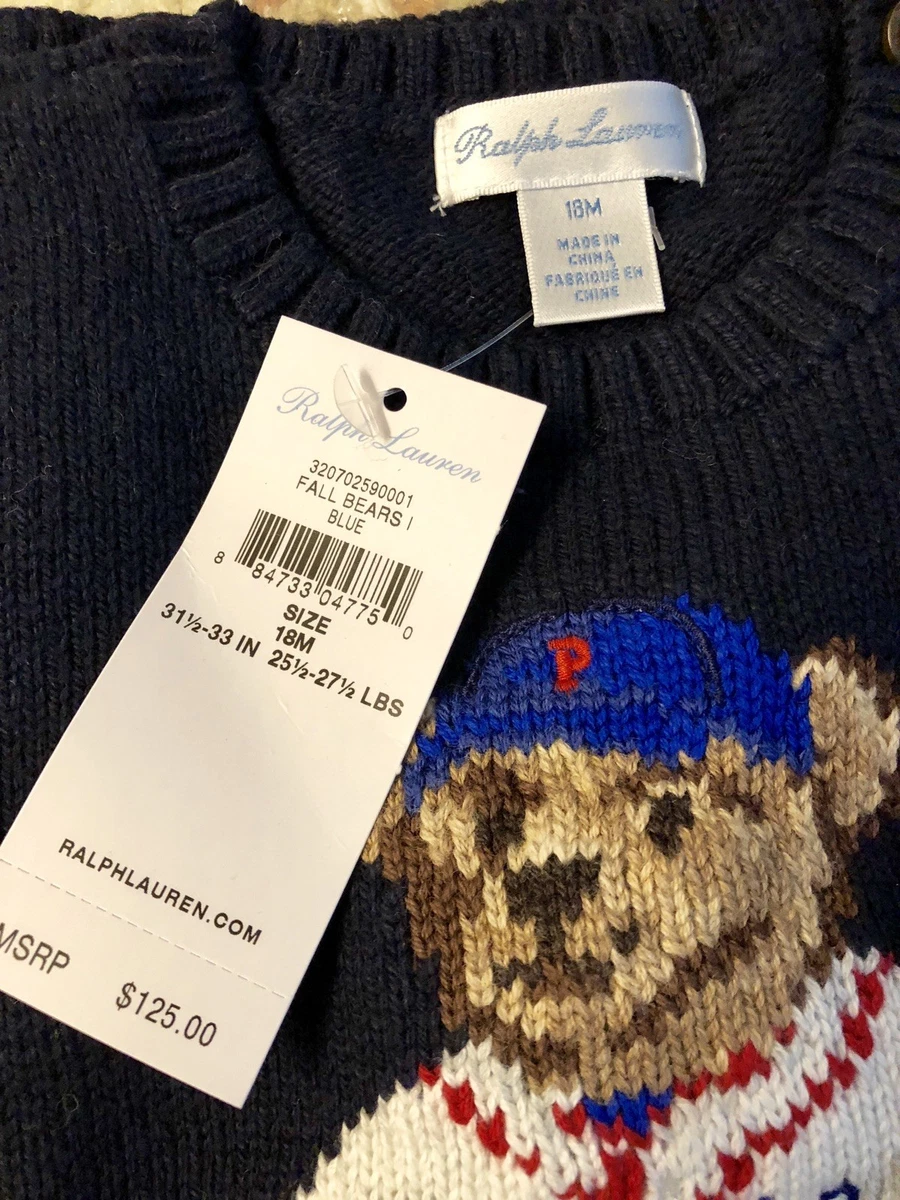 Ralph Lauren
18M
MADE IN
CHINA
FABRIQUÉ EN
CHINE
Ralph Lauren
320702590001
FALL BEARS I
BLUE
8 84733 04775 0
SIZE
18M
31½-33 IN 25½-27½ LBS
RALPHLAUREN.COM
MSRP
$125.00
P